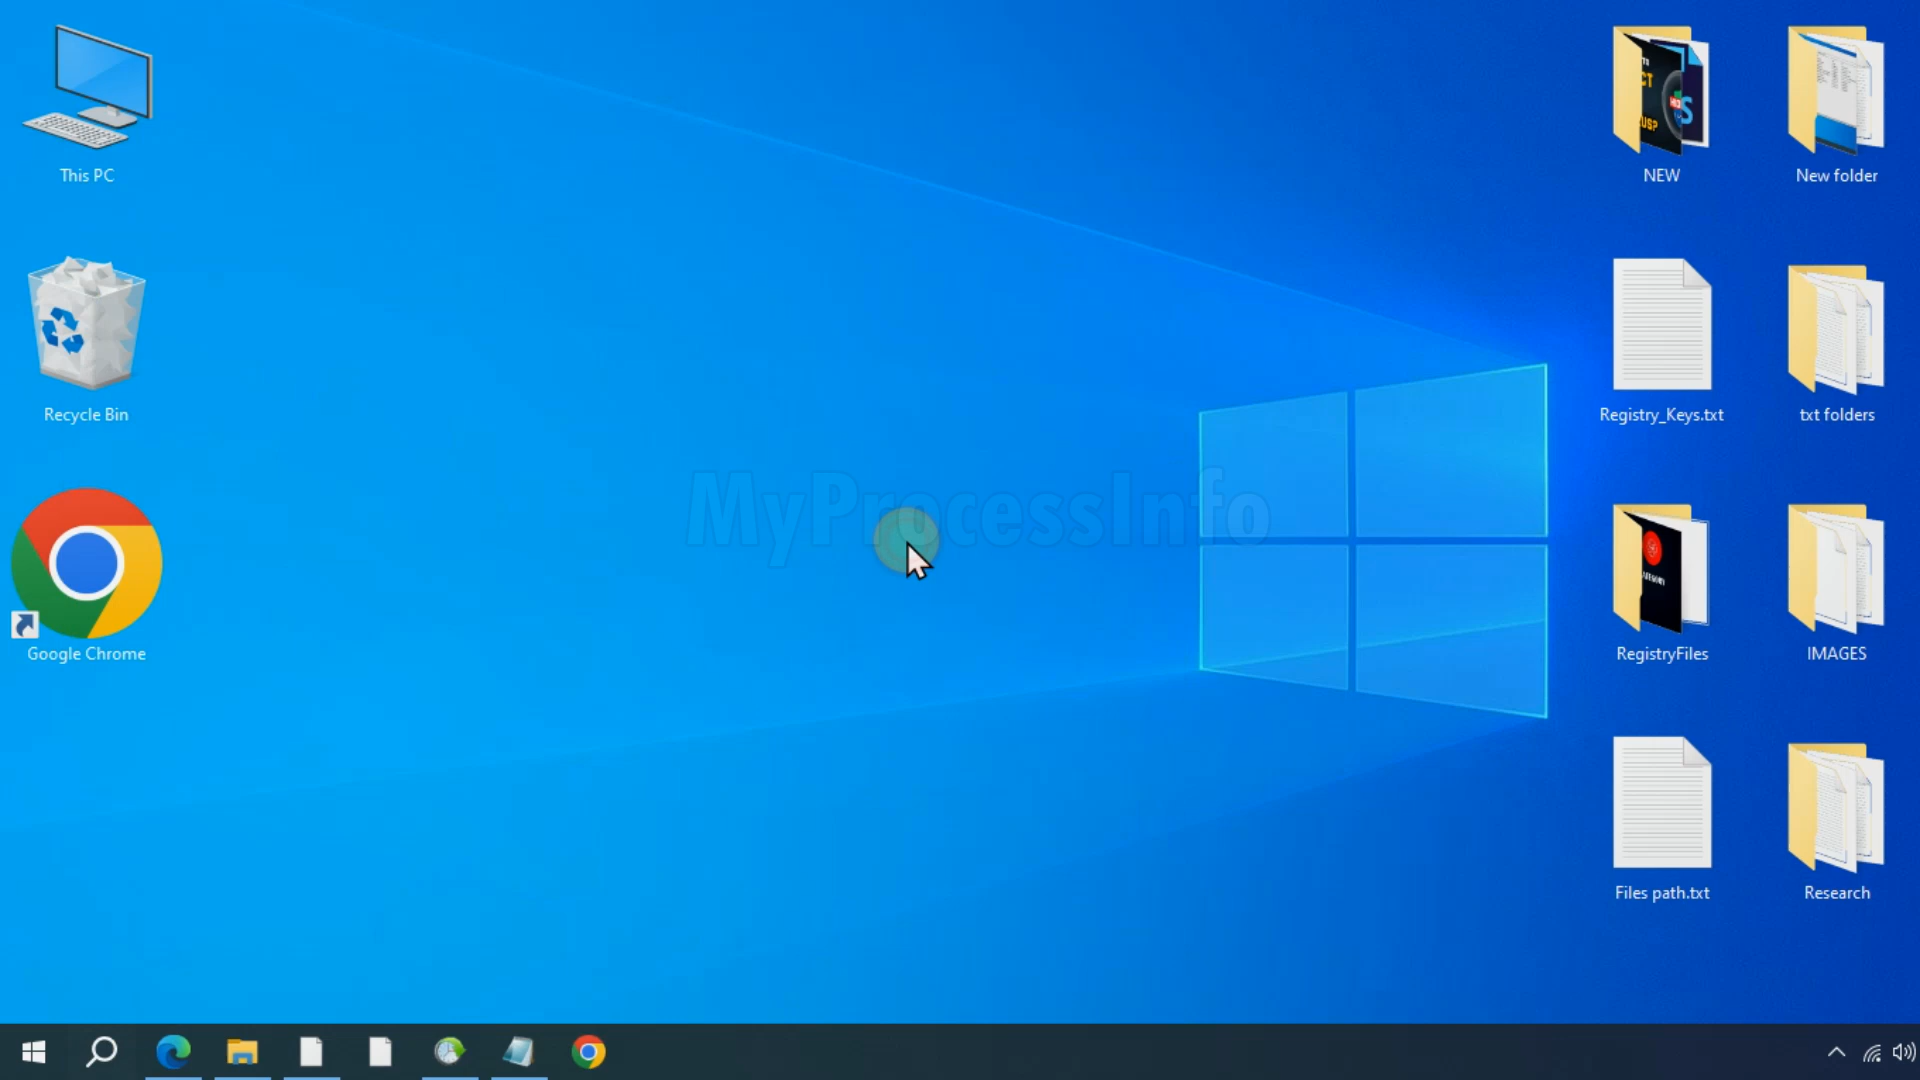 This PC
NEW
New folder
Recycle Bin
Registry_Keys.txt
txt folders
MyProcessInfo
Google Chrome
RegistryFiles
IMAGES
Files path.txt
Research